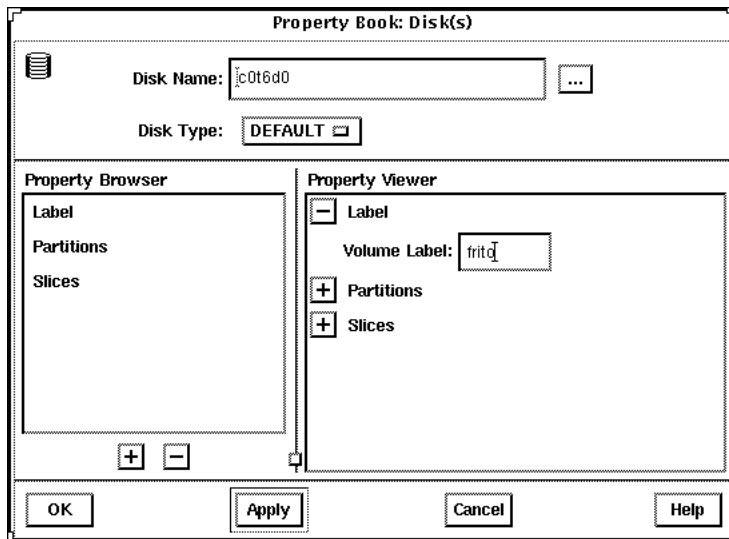 Property Book: Disk(s)
Disk Name: c0t6d0 ...
Disk Type: DEFAULT
Property Browser
Label
Partitions
Slices
+ −
Property Viewer
− Label
Volume Label: frito
+ Partitions
+ Slices
OK Apply Cancel Help